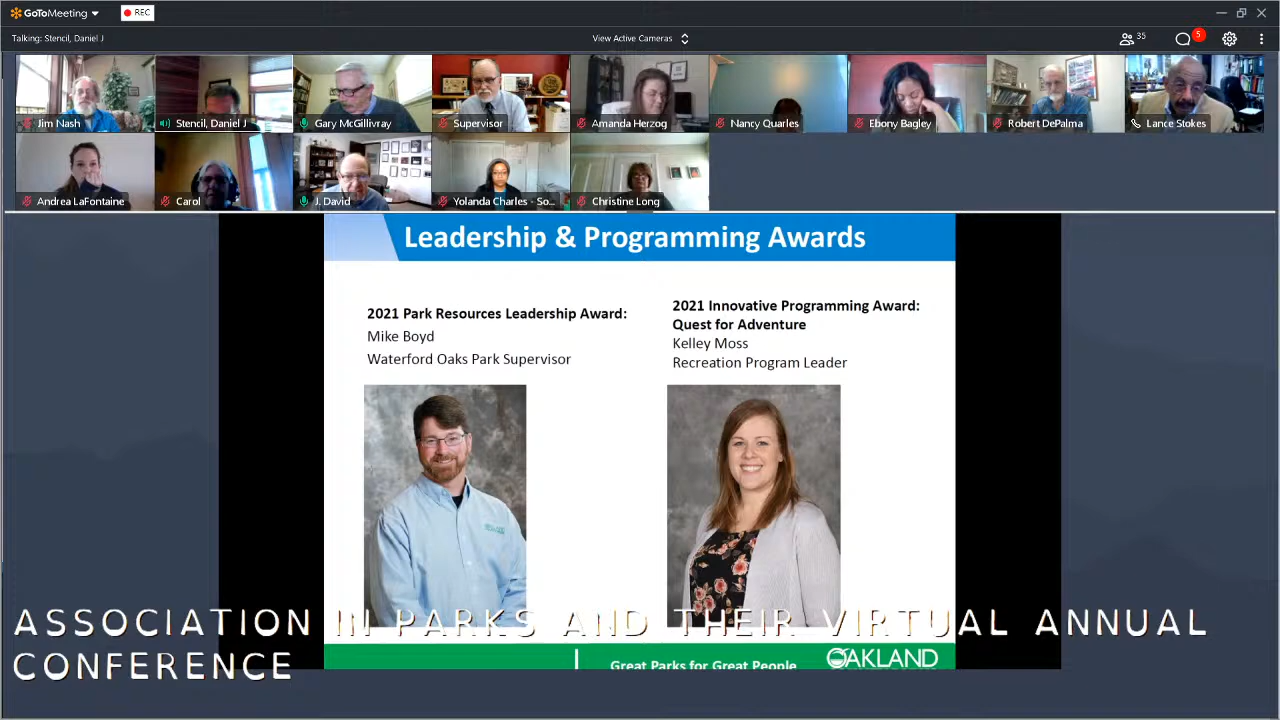 GoToMeeting
REC
Talking: Stencil, Daniel J
View Active Cameras
35
5
Jim Nash
Stencil, Daniel J
Gary McGillivray
Supervisor
Amanda Herzog
Nancy Quarles
Ebony Bagley
Robert DePalma
Lance Stokes
Andrea LaFontaine
Carol
J. David
Yolanda Charles - So...
Christine Long
Leadership & Programming Awards
2021 Park Resources Leadership Award:
Mike Boyd
Waterford Oaks Park Supervisor
2021 Innovative Programming Award:
Quest for Adventure
Kelley Moss
Recreation Program Leader
ASSOCIATION IN PARKS AND THEIR VIRTUAL ANNUAL
CONFERENCE
Great Parks for Great People
OAKLAND